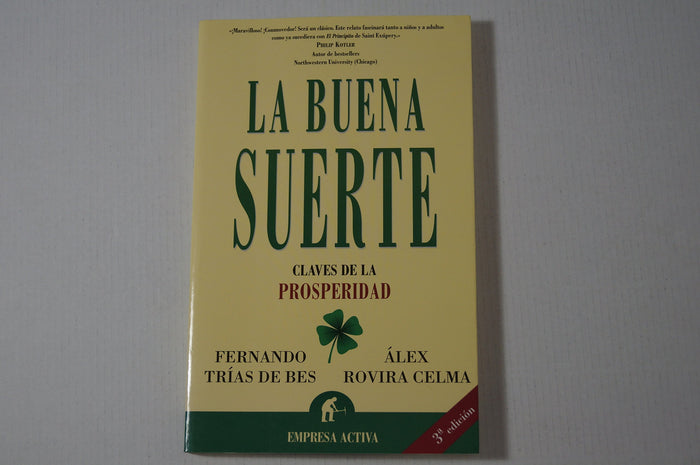 «¡Maravilloso! ¡Conmovedor! Será un clásico. Este relato fascinará tanto a niños y a adultos
como ya sucediera con El Principito de Saint Exupery.»
PHILIP KOTLER
Autor de bestsellers
Northwestern University (Chicago)
LA BUENA
SUERTE
CLAVES DE LA
PROSPERIDAD
FERNANDO
TRÍAS DE BES
ÁLEX
ROVIRA CELMA
3ª edición
EMPRESA ACTIVA